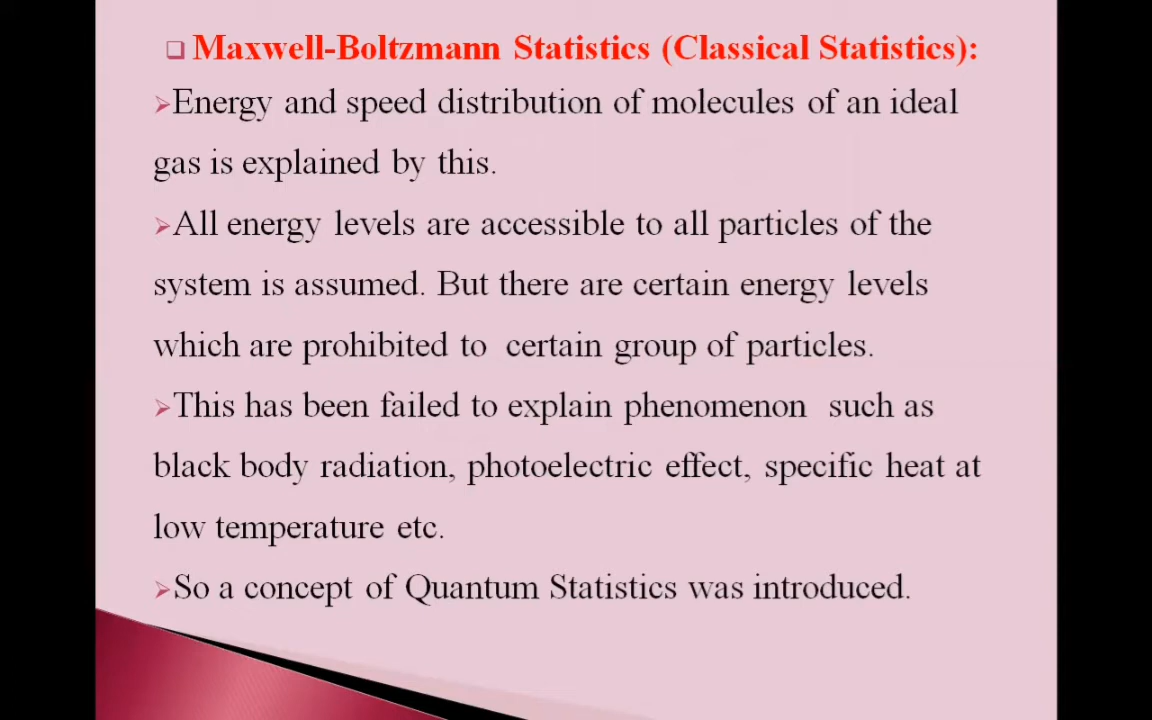 ❑ Maxwell-Boltzmann Statistics (Classical Statistics):
➢Energy and speed distribution of molecules of an ideal
gas is explained by this.
➢All energy levels are accessible to all particles of the
system is assumed. But there are certain energy levels
which are prohibited to certain group of particles.
➢This has been failed to explain phenomenon such as
black body radiation, photoelectric effect, specific heat at
low temperature etc.
➢So a concept of Quantum Statistics was introduced.